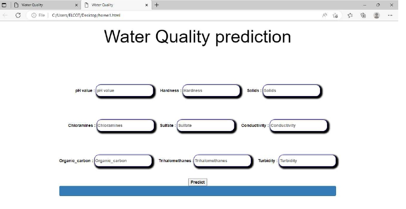 Water Quality Water Quality
File C:/Users/ELCOT/Desktop/home1.html
Water Quality prediction
pH value : pH value Hardness : Hardness Solids : Solids
Chloramines : Chloramines Sulfate : Sulfate Conductivity : Conductivity
Organic_carbon : Organic_carbon Trihalomethanes : Trihalomethanes Turbidity : Turbidity
Predict